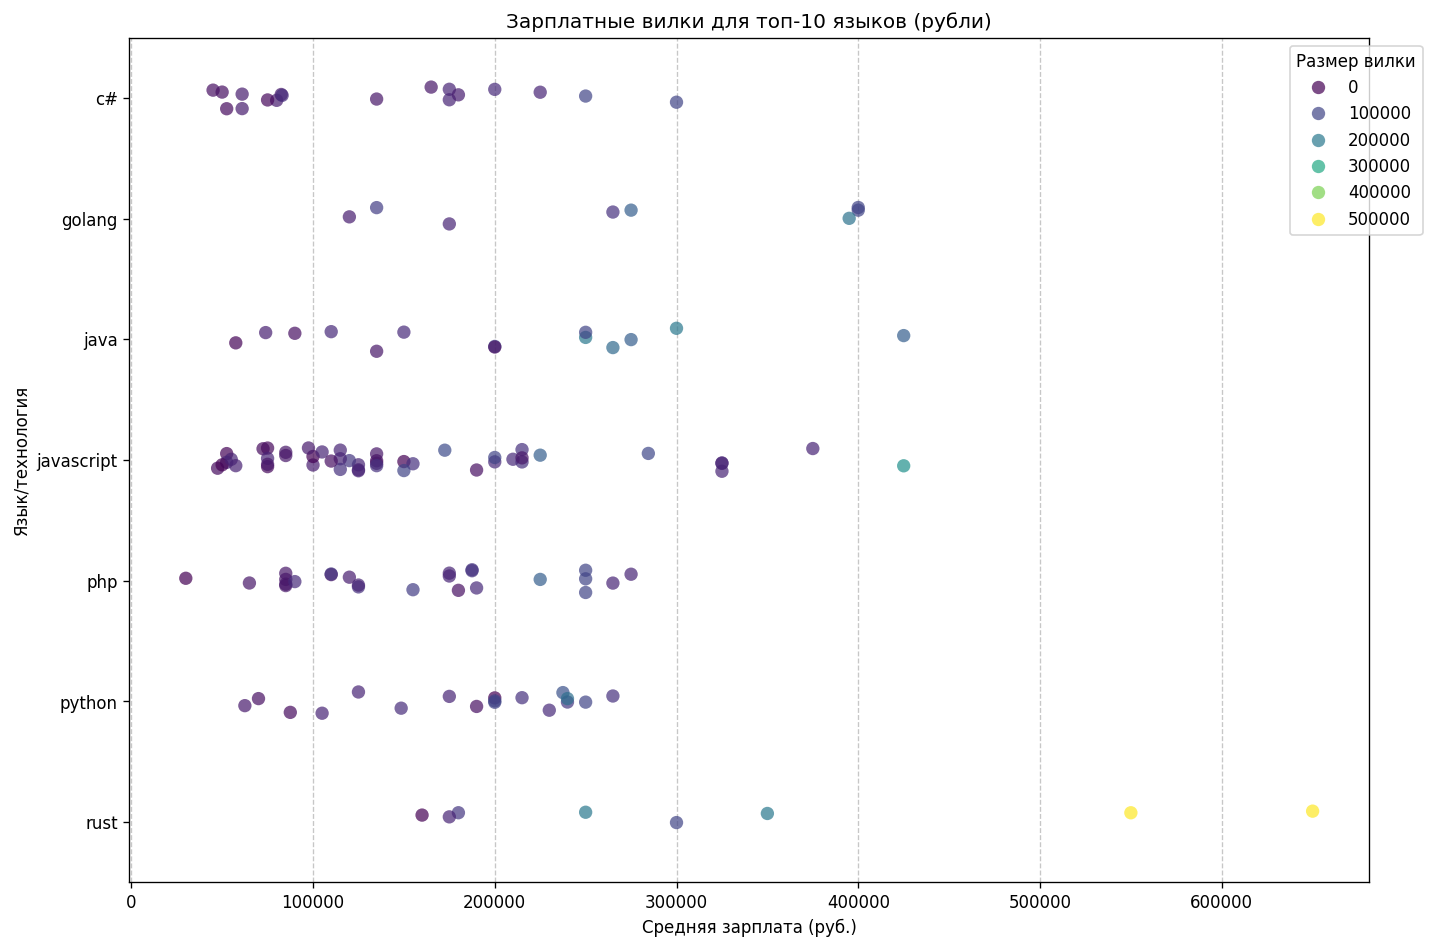 Зарплатные вилки для топ-10 языков (рубли)
Размер вилки
0
100000
200000
300000
400000
500000
Язык/технология
c#
golang
java
javascript
php
python
rust
0
100000
200000
300000
400000
500000
600000
Средняя зарплата (руб.)